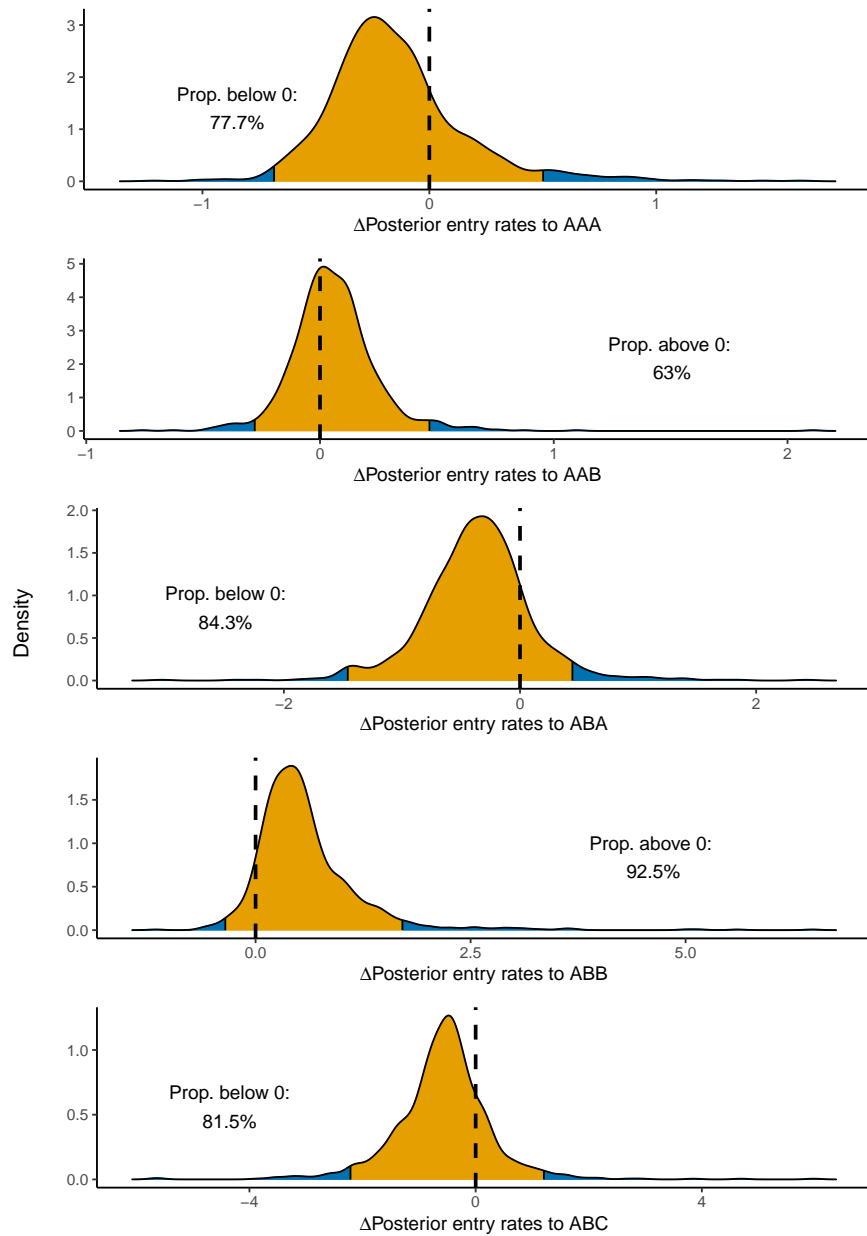 3
2
1
0
Prop. below 0:
77.7%
−1 0 1
ΔPosterior entry rates to AAA
5
4
3
2
1
0
Prop. above 0:
63%
−1 0 1 2
ΔPosterior entry rates to AAB
Density
2.0
1.5
1.0
0.5
0.0
Prop. below 0:
84.3%
−2 0 2
ΔPosterior entry rates to ABA
1.5
1.0
0.5
0.0
Prop. above 0:
92.5%
0.0 2.5 5.0
ΔPosterior entry rates to ABB
1.0
0.5
0.0
Prop. below 0:
81.5%
−4 0 4
ΔPosterior entry rates to ABC